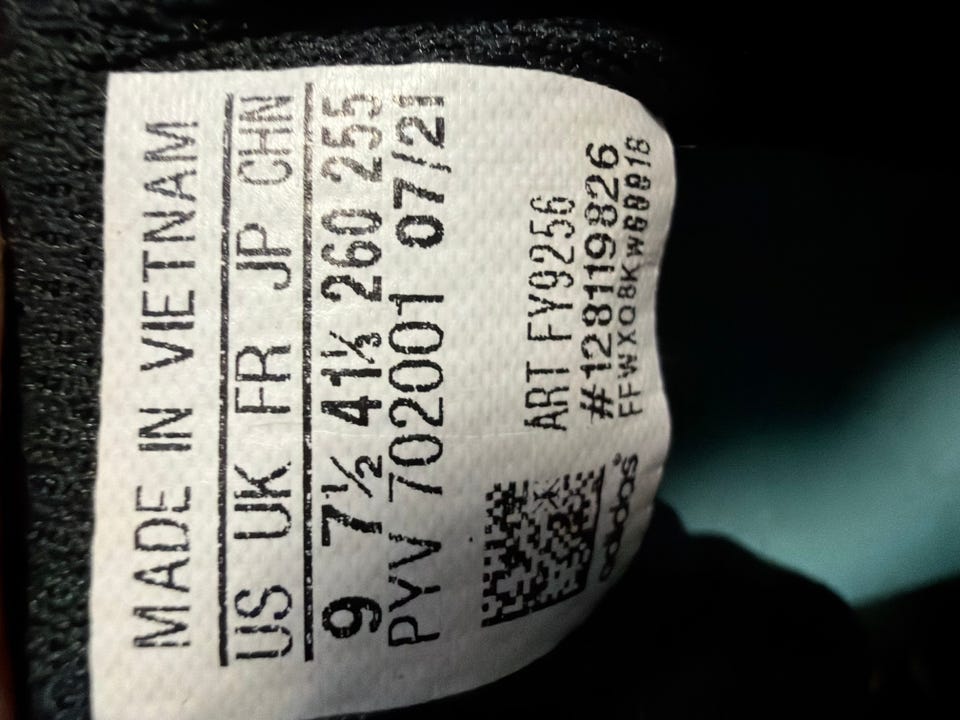 MADE IN VIETNAM
US UK FR JP CHN
9 7½ 41⅓ 260 255
PYV 702001 07/21
ART FY9256
#128119826
adidas